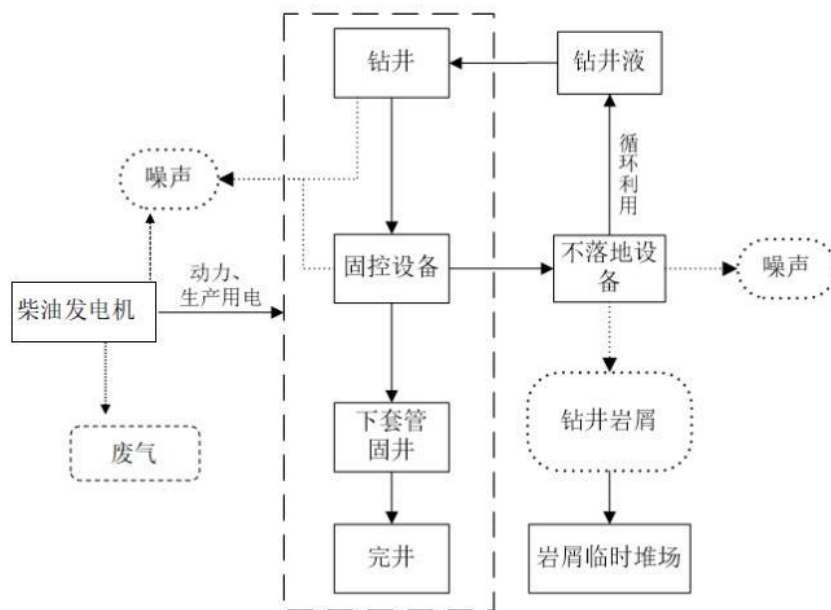 钻井
钻井液
噪声
循环利用
动力、
生产用电
固控设备
不落地设
备
噪声
柴油发电机
废气
下套管
固井
钻井岩屑
完井
岩屑临时堆场